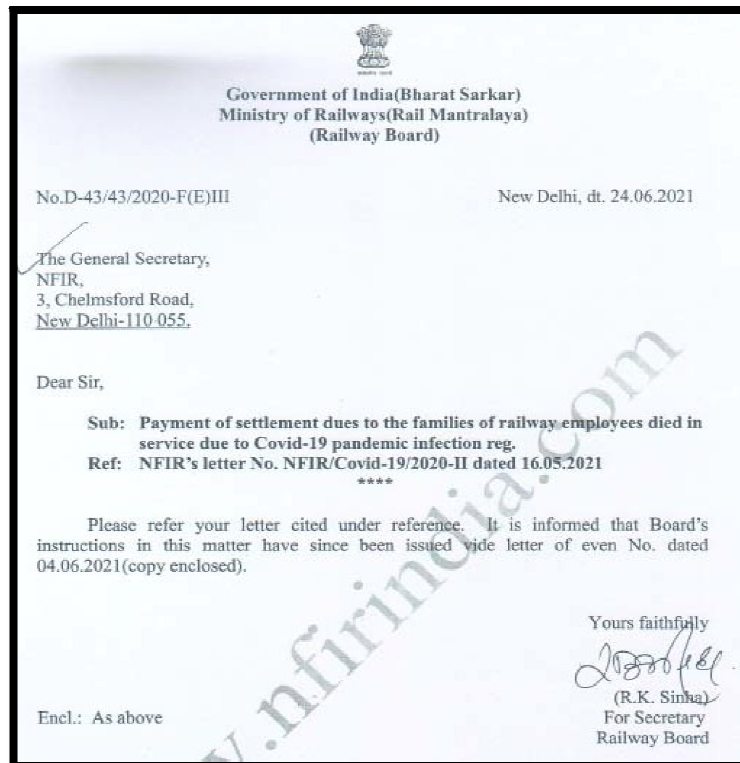 Government of India(Bharat Sarkar)
Ministry of Railways(Rail Mantralaya)
(Railway Board)
No.D-43/43/2020-F(E)III
New Delhi, dt. 24.06.2021
The General Secretary,
NFIR,
3, Chelmsford Road,
New Delhi-110 055.
Dear Sir,
Sub: Payment of settlement dues to the families of railway employees died in
service due to Covid-19 pandemic infection reg.
Ref: NFIR's letter No. NFIR/Covid-19/2020-II dated 16.05.2021
****
Please refer your letter cited under reference. It is informed that Board's
instructions in this matter have since been issued vide letter of even No. dated
04.06.2021(copy enclosed).
Yours faithfully
(R.K. Sinha)
Encl.: As above
For Secretary
Railway Board
w.nfirindia.com